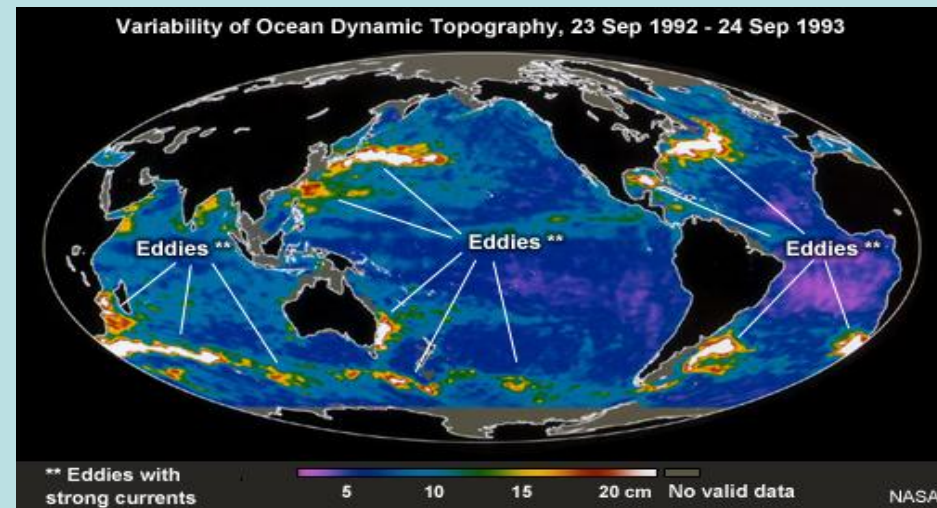 Variability of Ocean Dynamic Topography, 23 Sep 1992 - 24 Sep 1993
Eddies **
Eddies **
Eddies **
** Eddies with
strong currents
5 10 15 20 cm No valid data
NASA